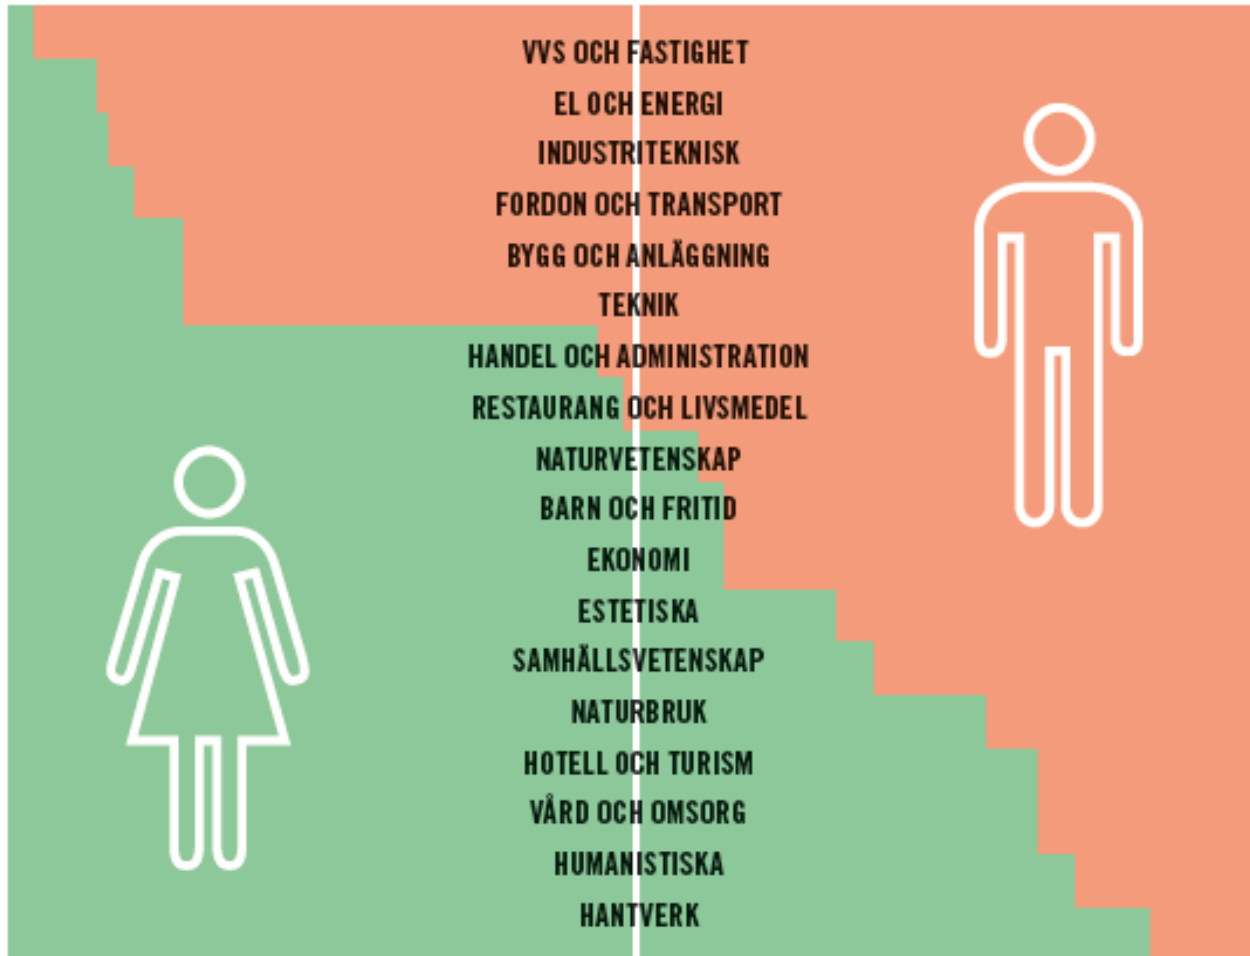 VVS OCH FASTIGHET
EL OCH ENERGI
INDUSTRITEKNISK
FORDON OCH TRANSPORT
BYGG OCH ANLÄGGNING
TEKNIK
HANDEL OCH ADMINISTRATION
RESTAURANG OCH LIVSMEDEL
NATURVETENSKAP
BARN OCH FRITID
EKONOMI
ESTETISKA
SAMHÄLLSVETENSKAP
NATURBRUK
HOTELL OCH TURISM
VÅRD OCH OMSORG
HUMANISTISKA
HANTVERK